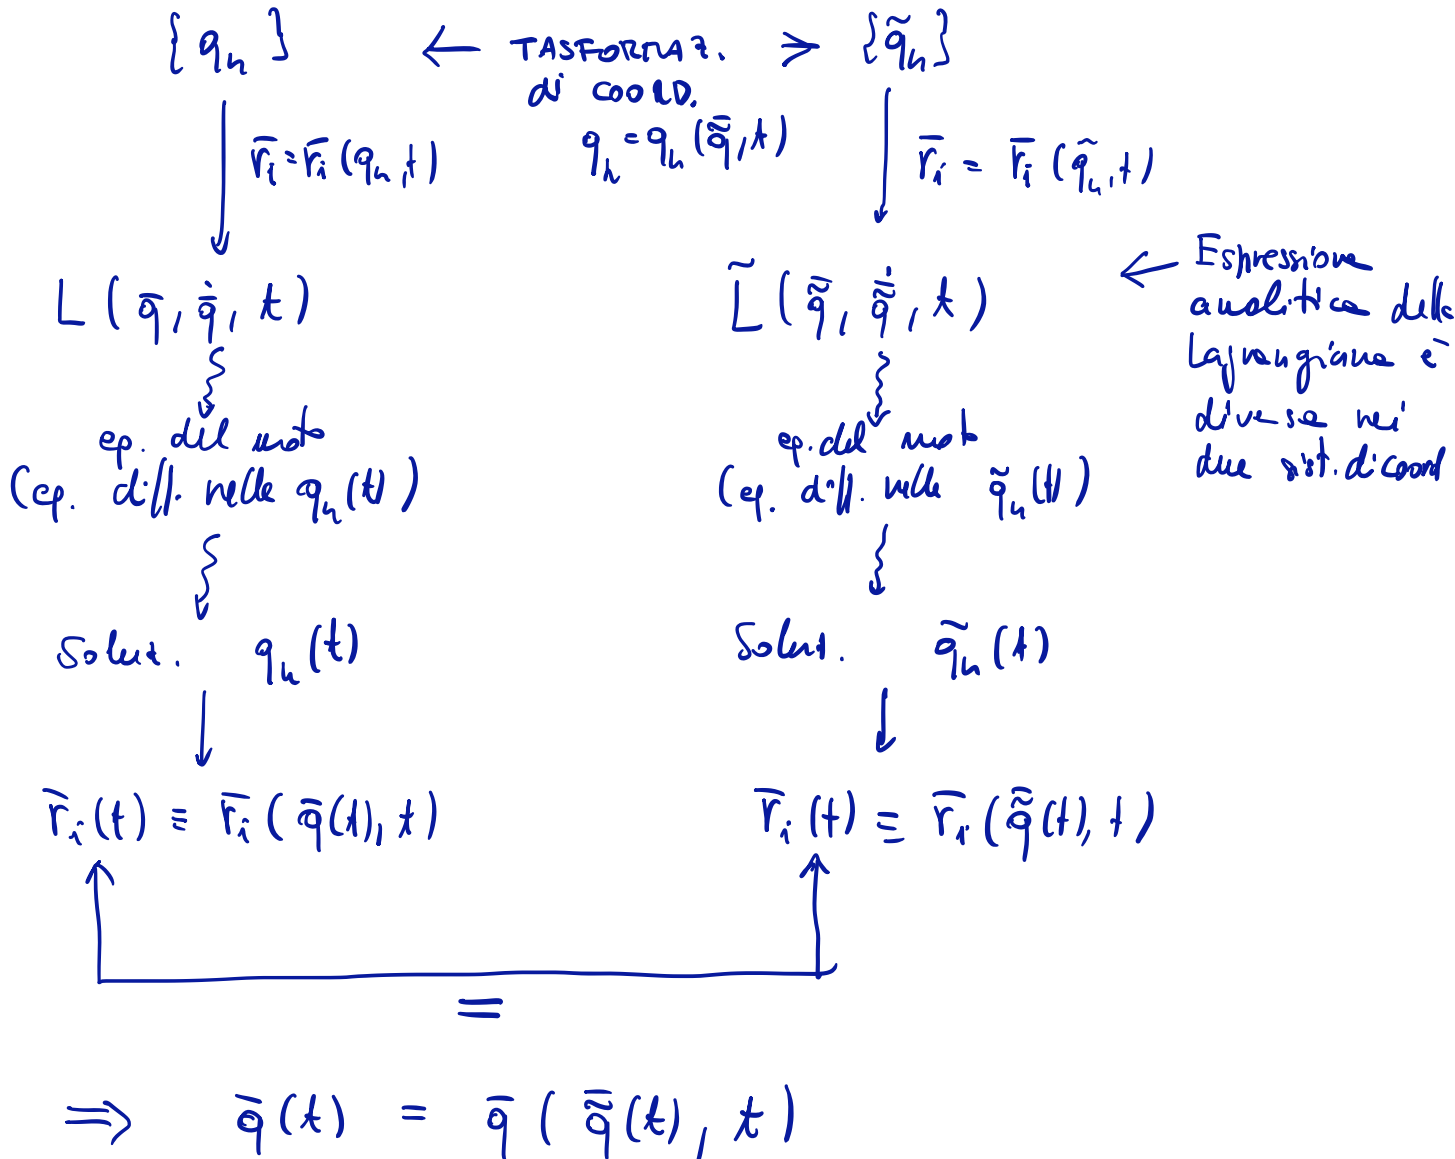 {q_h} ← TASFORMAZ. → {q̃_h}
di COORD.
q_h = q_h(q̃̄, t)
r̄_i = r̄_i(q_h, t)
r̄_i = r̄_i(q̃_h, t)
L(q̄, q̄̇, t)
L̃(q̃̄, q̃̄̇, t)
← Espressione
analitica della
Lagrangiana è
diversa nei
due sist. di coord
eq. del moto
(eq. diff. nelle q_h(t))
eq. del moto
(eq. diff. nelle q̃_h(t))
Soluz. q_h(t)
Soluz. q̃_h(t)
r̄_i(t) ≡ r̄_i(q̄(t), t)
r̄_i(t) ≡ r̄_i(q̃̄(t), t)
=
⇒ q̄(t) = q̄(q̃̄(t), t)